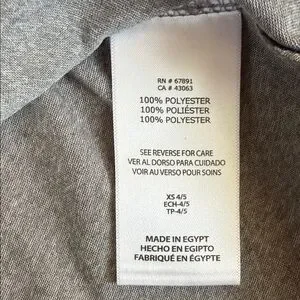 RN # 67891
CA # 43063
100% POLYESTER
100% POLIÉSTER
100% POLYESTER
SEE REVERSE FOR CARE
VER AL DORSO PARA CUIDADO
VOIR AU VERSO POUR SOINS
XS 4/5
ECH-4/5
TP-4/5
MADE IN EGYPT
HECHO EN EGIPTO
FABRIQUÉ EN ÉGYPTE